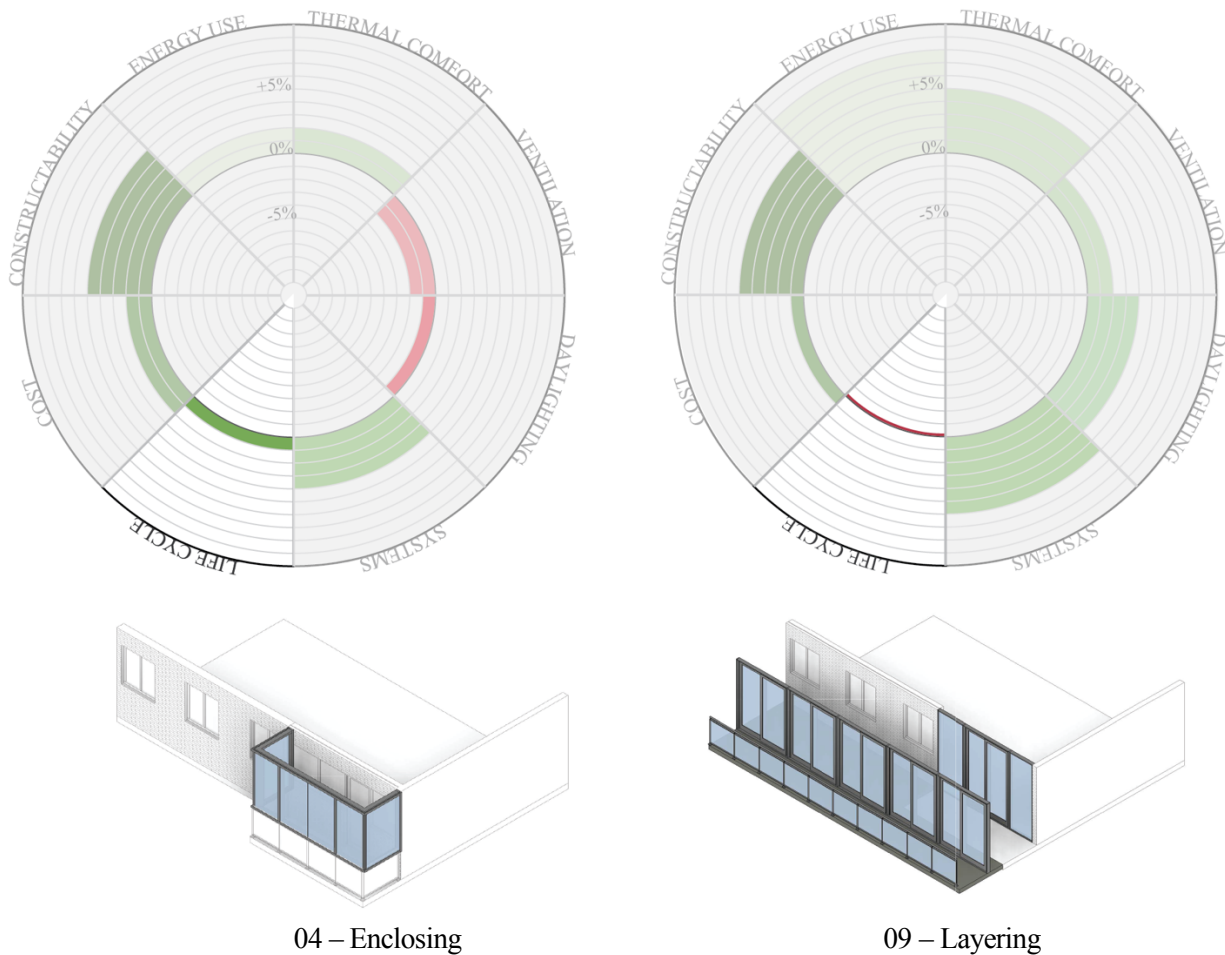 ENERGY USE
THERMAL COMFORT
VENTILATION
DAYLIGHTING
SYSTEMS
LIFE CYCLE
COST
CONSTRUCTABILITY
+5%
0%
-5%
04 – Enclosing
ENERGY USE
THERMAL COMFORT
VENTILATION
DAYLIGHTING
SYSTEMS
LIFE CYCLE
COST
CONSTRUCTABILITY
+5%
0%
-5%
09 – Layering